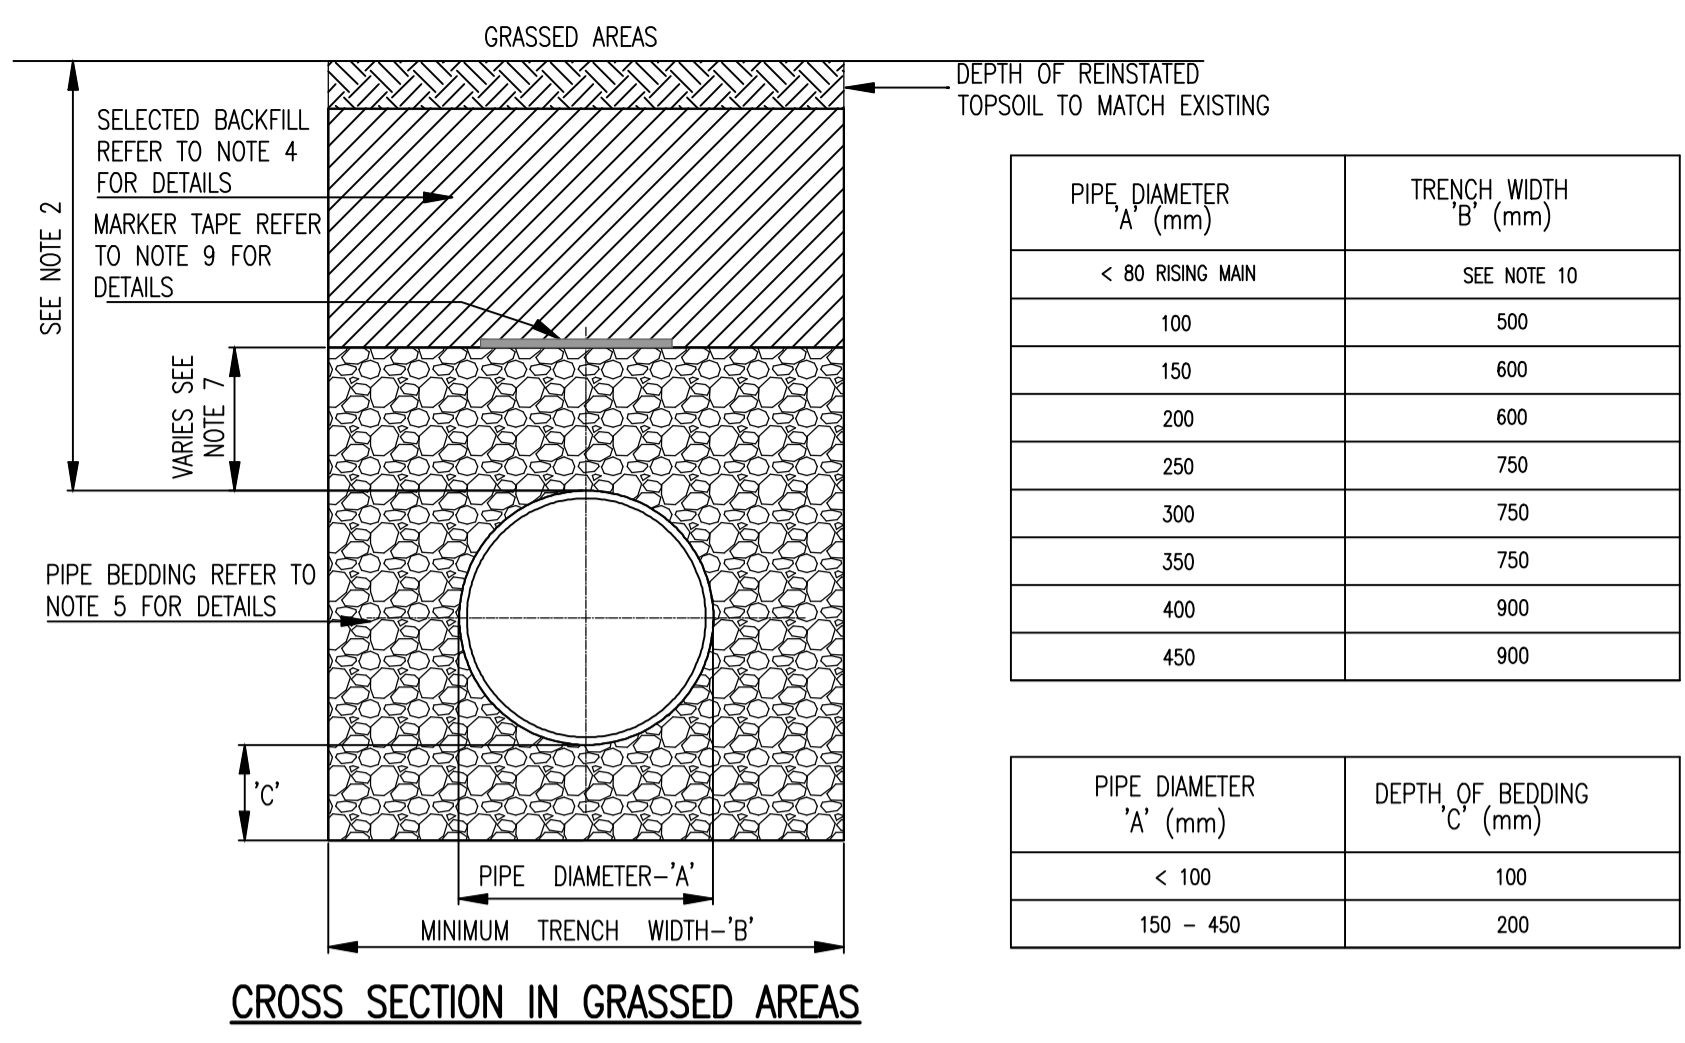 GRASSED AREAS
DEPTH OF REINSTATED
TOPSOIL TO MATCH EXISTING
SELECTED BACKFILL
REFER TO NOTE 4
FOR DETAILS
MARKER TAPE REFER
TO NOTE 9 FOR
DETAILS
SEE NOTE 2
VARIES SEE
NOTE 7
PIPE BEDDING REFER TO
NOTE 5 FOR DETAILS
'C'
PIPE DIAMETER-'A'
MINIMUM TRENCH WIDTH-'B'
CROSS SECTION IN GRASSED AREAS
PIPE DIAMETER 'A' (mm) TRENCH WIDTH 'B' (mm)
< 80 RISING MAIN SEE NOTE 10
100 500
150 600
200 600
250 750
300 750
350 750
400 900
450 900
PIPE DIAMETER 'A' (mm) DEPTH OF BEDDING 'C' (mm)
< 100 100
150 - 450 200